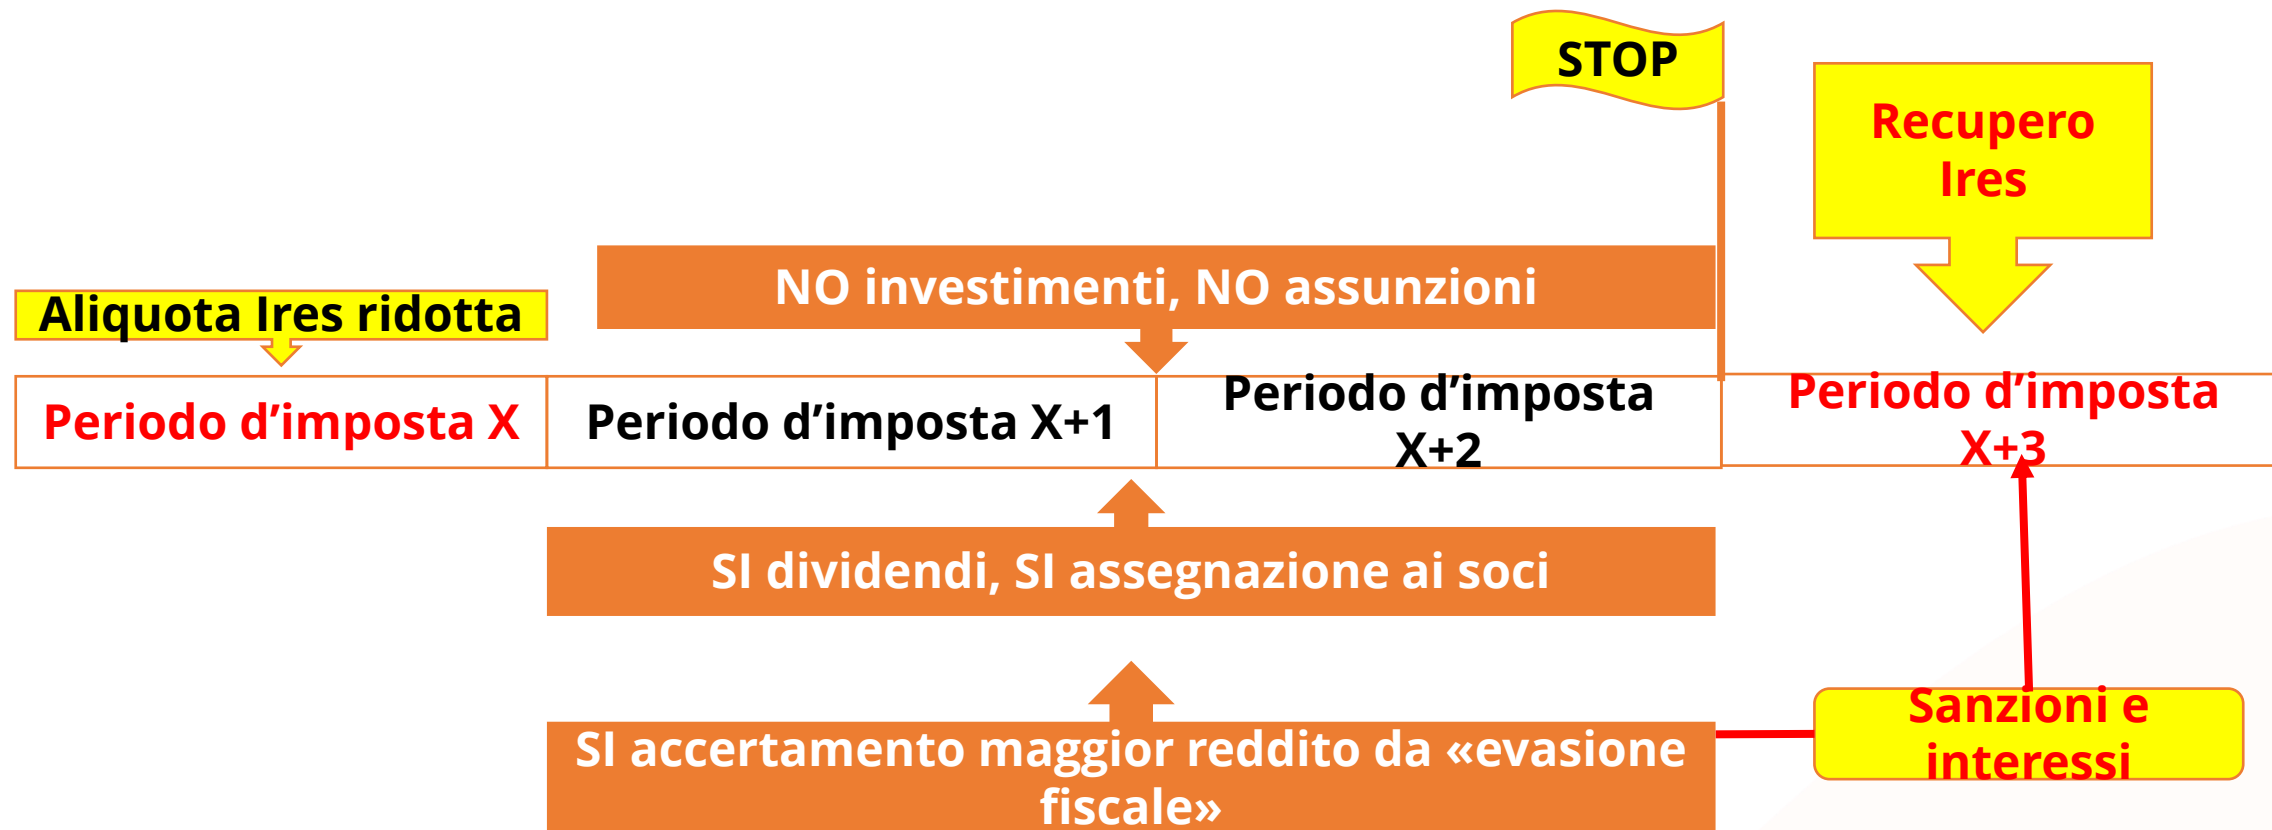 STOP
Recupero
Ires
NO investimenti, NO assunzioni
Aliquota Ires ridotta
Periodo d’imposta X
Periodo d’imposta X+1
Periodo d’imposta
X+2
Periodo d’imposta
X+3
SI dividendi, SI assegnazione ai soci
SI accertamento maggior reddito da «evasione
fiscale»
Sanzioni e
interessi